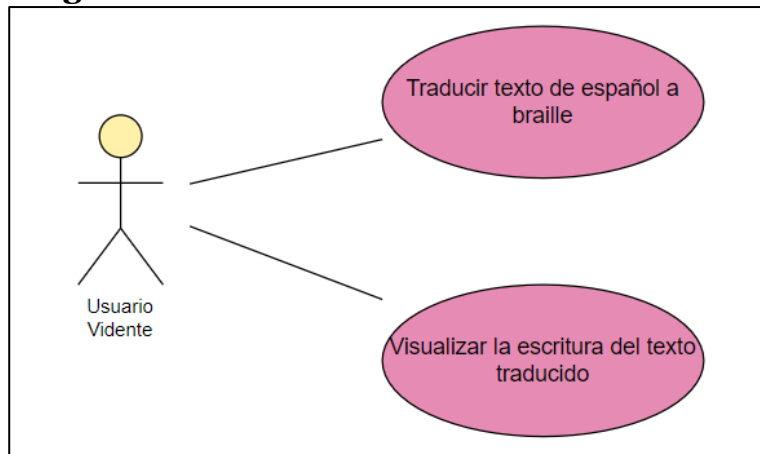 Traducir texto de español a
braille
Usuario
Vidente
Visualizar la escritura del texto
traducido